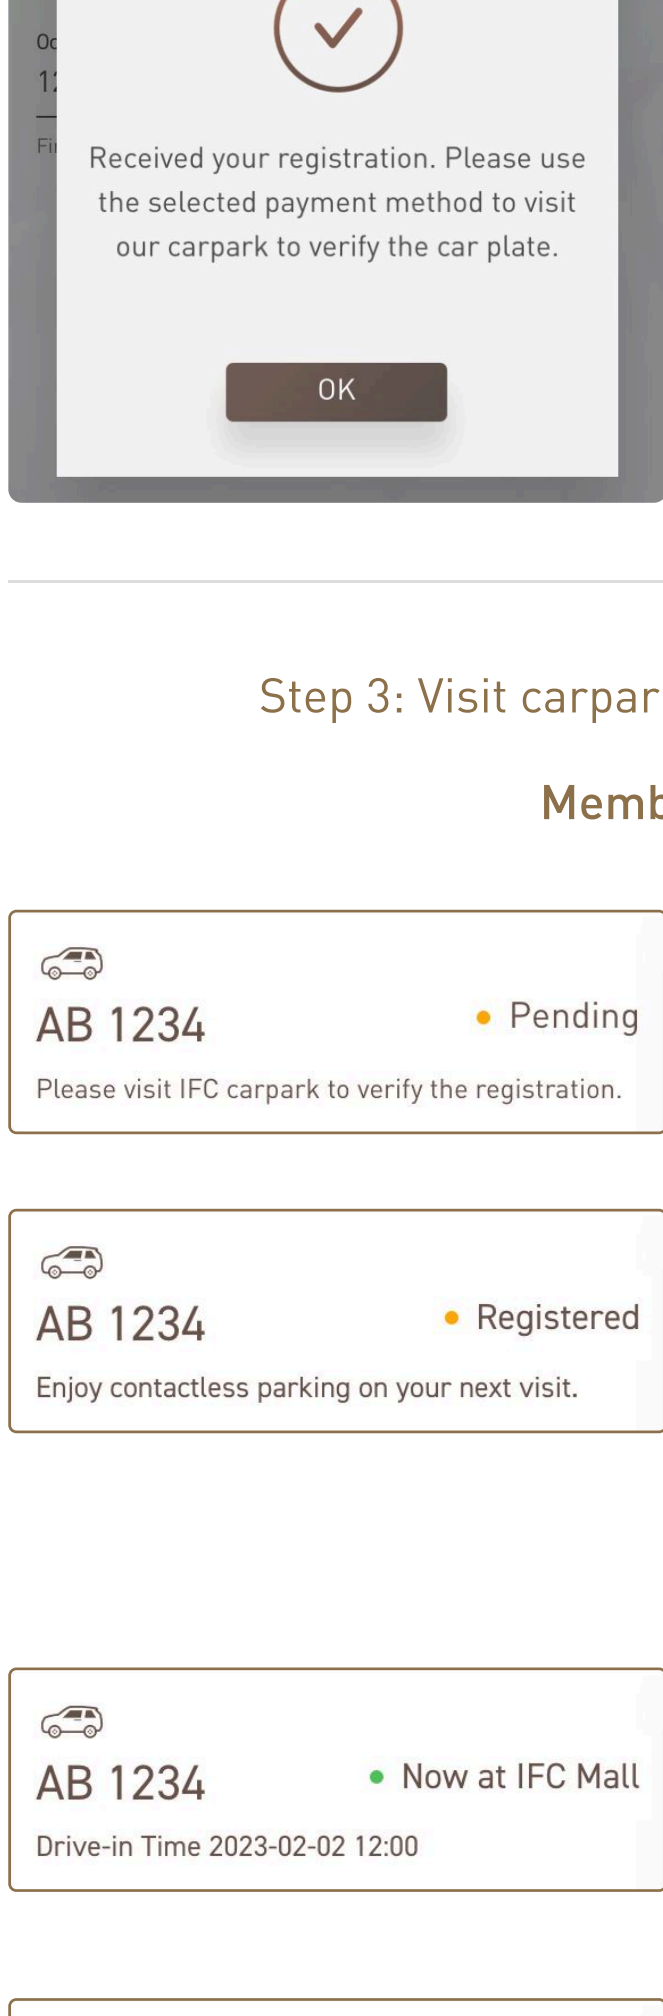 Received your registration. Please use
the selected payment method to visit
our carpark to verify the car plate.
OK
Step 3: Visit
AB 1234
Pending
Please visit IFC carpark to verify the registration.
AB 1234
Registered
Enjoy contactless parking on your next visit.
AB 1234
Now at IFC Mall
Drive-in Time 2023-02-02 12:00